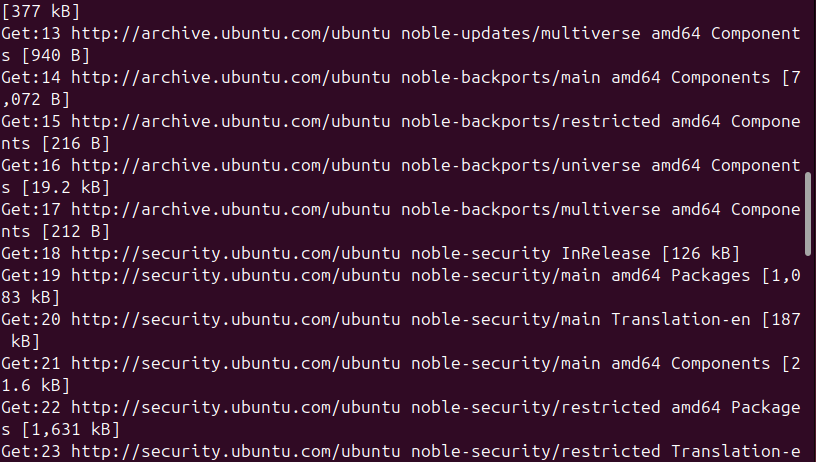 [377 kB]
Get:13 http://archive.ubuntu.com/ubuntu noble-updates/multiverse amd64 Component
s [940 B]
Get:14 http://archive.ubuntu.com/ubuntu noble-backports/main amd64 Components [7
,072 B]
Get:15 http://archive.ubuntu.com/ubuntu noble-backports/restricted amd64 Compone
nts [216 B]
Get:16 http://archive.ubuntu.com/ubuntu noble-backports/universe amd64 Component
s [19.2 kB]
Get:17 http://archive.ubuntu.com/ubuntu noble-backports/multiverse amd64 Compone
nts [212 B]
Get:18 http://security.ubuntu.com/ubuntu noble-security InRelease [126 kB]
Get:19 http://security.ubuntu.com/ubuntu noble-security/main amd64 Packages [1,0
83 kB]
Get:20 http://security.ubuntu.com/ubuntu noble-security/main Translation-en [187
 kB]
Get:21 http://security.ubuntu.com/ubuntu noble-security/main amd64 Components [2
1.6 kB]
Get:22 http://security.ubuntu.com/ubuntu noble-security/restricted amd64 Package
s [1,631 kB]
Get:23 http://security.ubuntu.com/ubuntu noble-security/restricted Translation-e